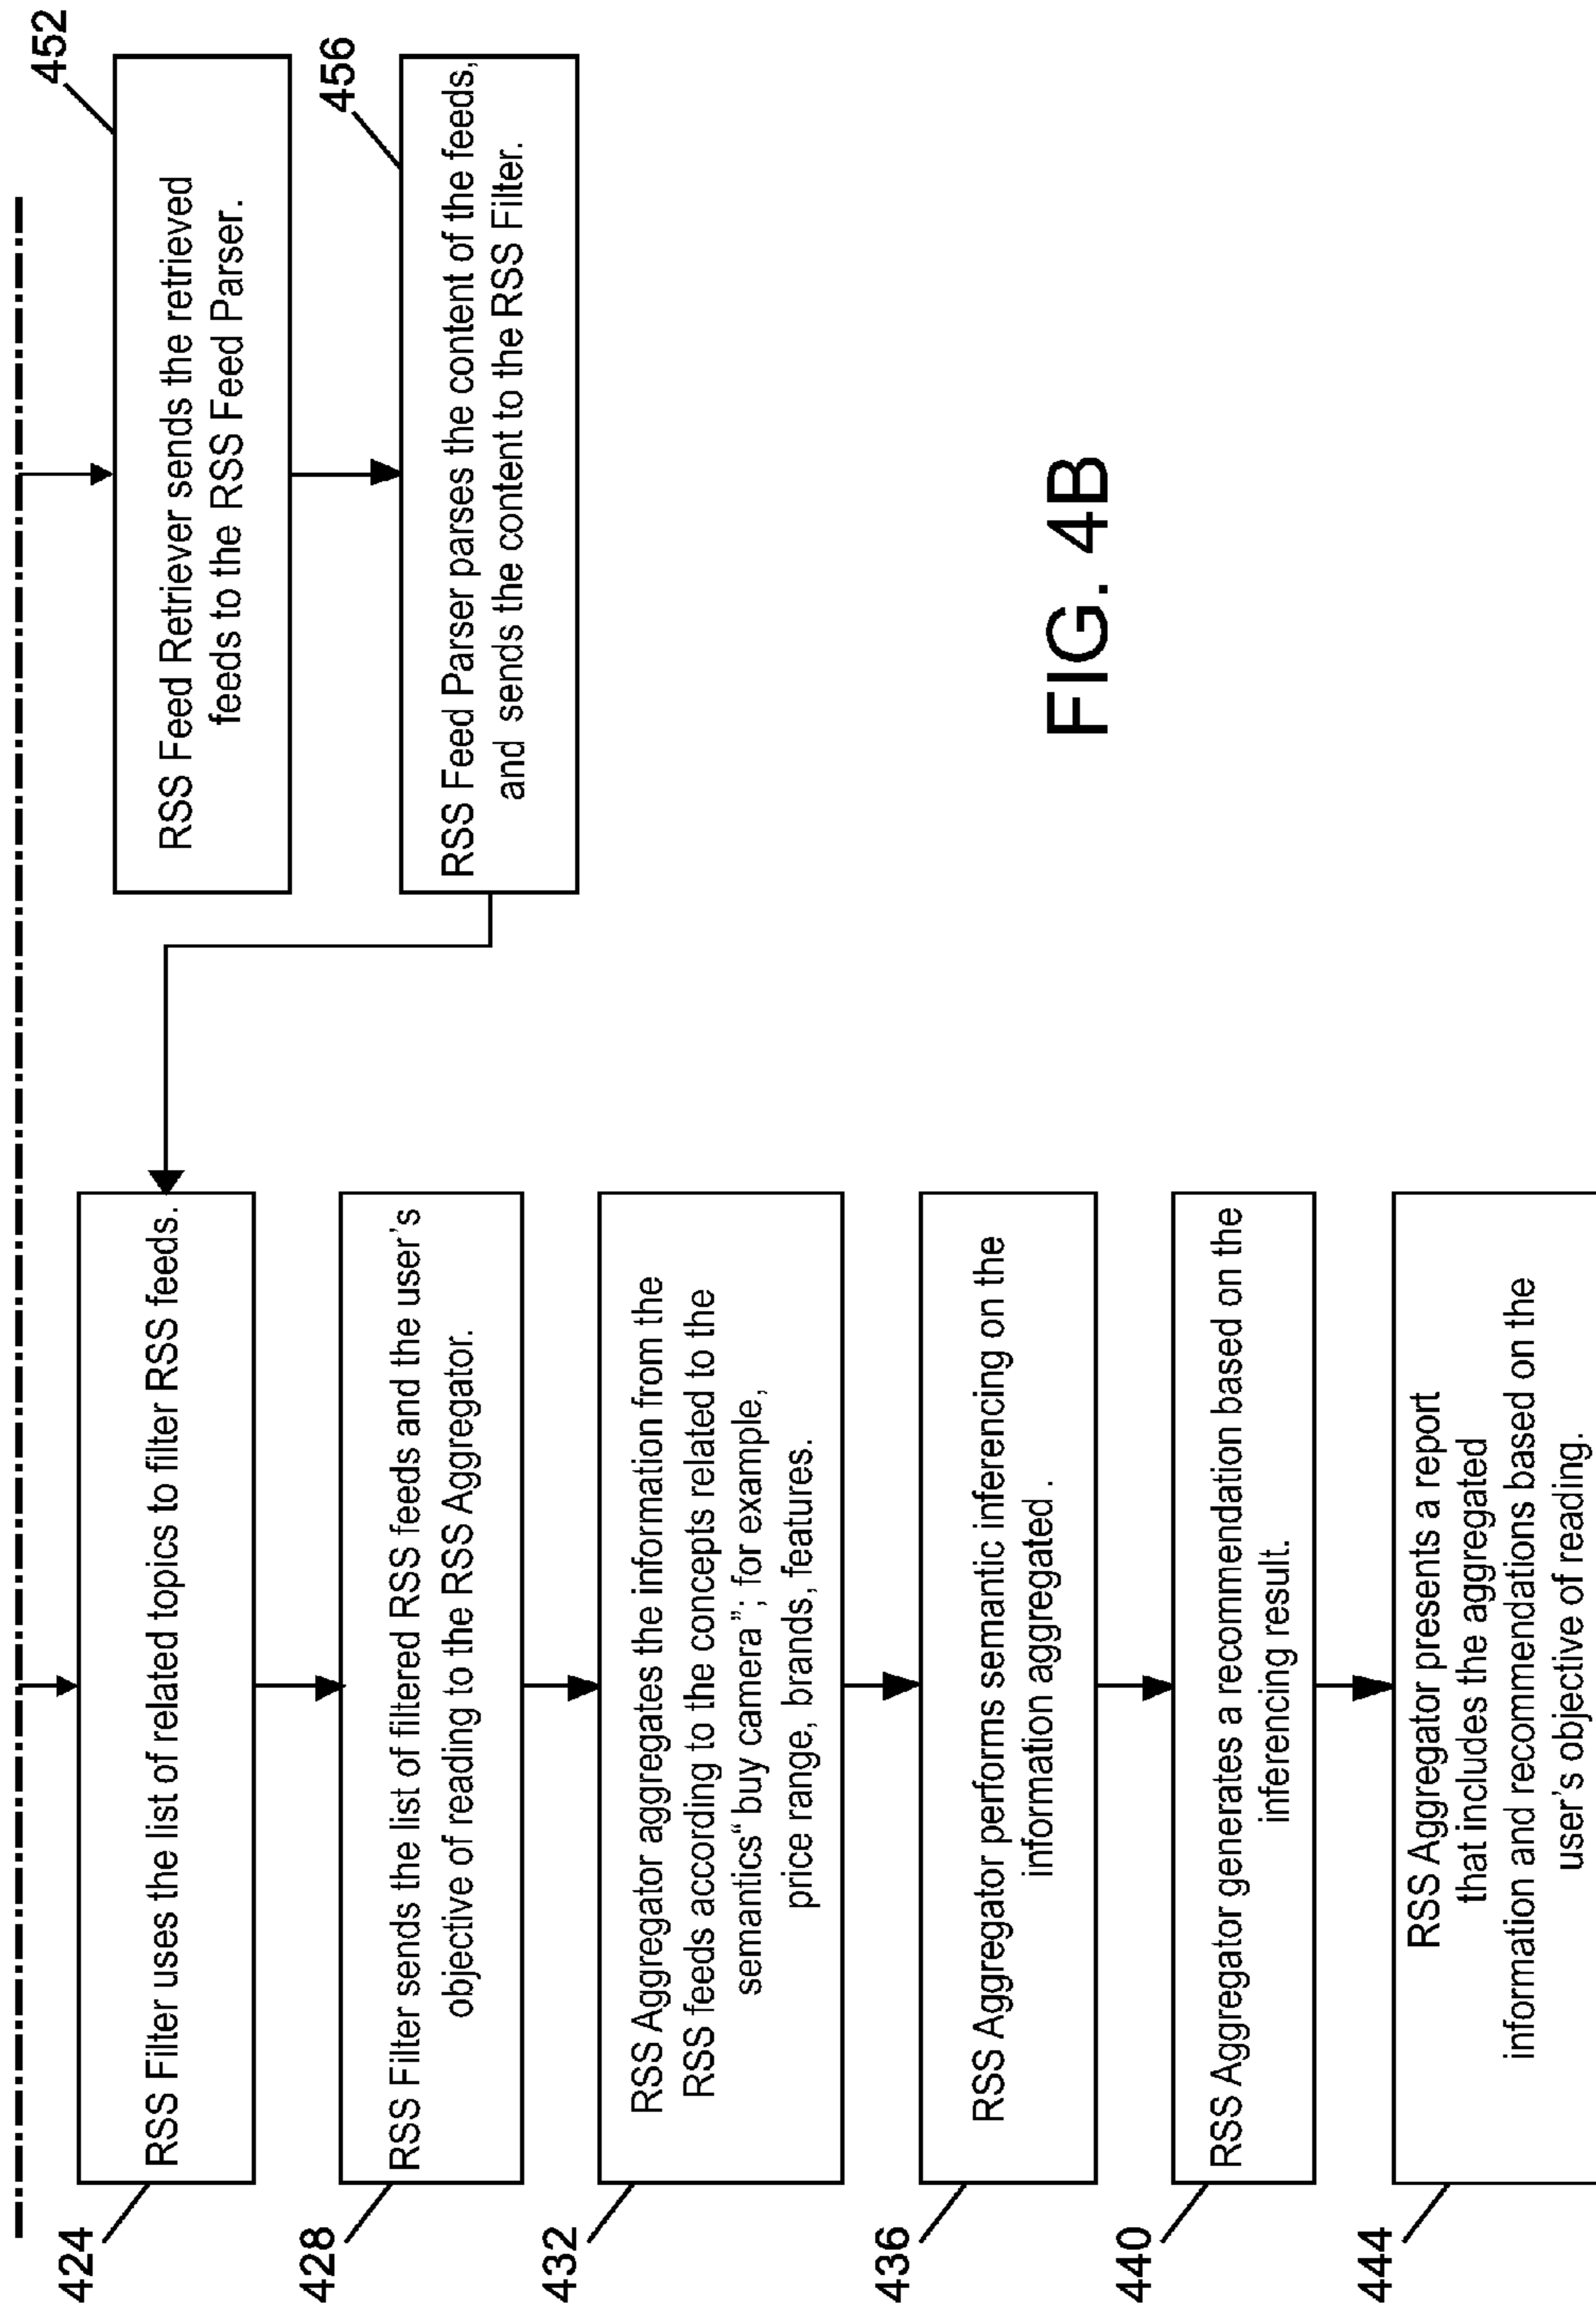 424
RSS Filter uses the list of related topics to filter RSS feeds.
428
RSS Filter sends the list of filtered RSS feeds and the user's
objective of reading to the RSS Aggregator.
432
RSS Aggregator aggregates the information from the
RSS feeds according to the concepts related to the
semantics“ buy camera ”; for example,
price range, brands, features.
436
RSS Aggregator performs semantic inferencing on the
information aggregated .
440
RSS Aggregator generates a recommendation based on the
inferencing result.
444
RSS Aggregator presents a report
that includes the aggregated
information and recommendations based on the
user's objective of reading.
452
RSS Feed Retriever sends the retrieved
feeds to the RSS Feed Parser.
456
RSS Feed Parser parses the content of the feeds,
and sends the content to the RSS Filter.
FIG. 4B